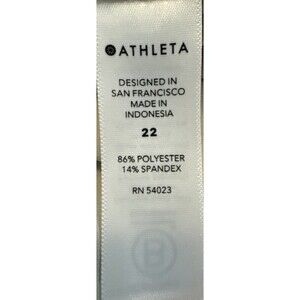 ATHLETA
DESIGNED IN
SAN FRANCISCO
MADE IN
INDONESIA
22
86% POLYESTER
14% SPANDEX
RN 54023
B